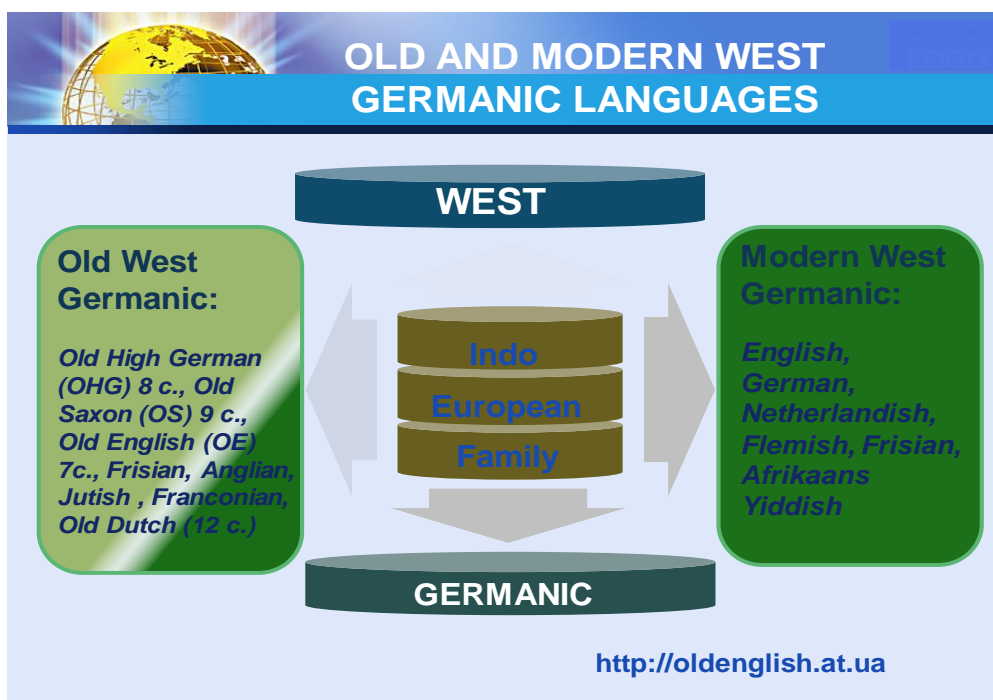 OLD AND MODERN WEST
GERMANIC LANGUAGES
LOGO
WEST
Old West
Germanic:
Old High German
(OHG) 8 c., Old
Saxon (OS) 9 c.,
Old English (OE)
7c., Frisian, Anglian,
Jutish , Franconian,
Old Dutch (12 c.)
Indo
European
Family
Modern West
Germanic:
English,
German,
Netherlandish,
Flemish, Frisian,
Afrikaans
Yiddish
GERMANIC
http://oldenglish.at.ua